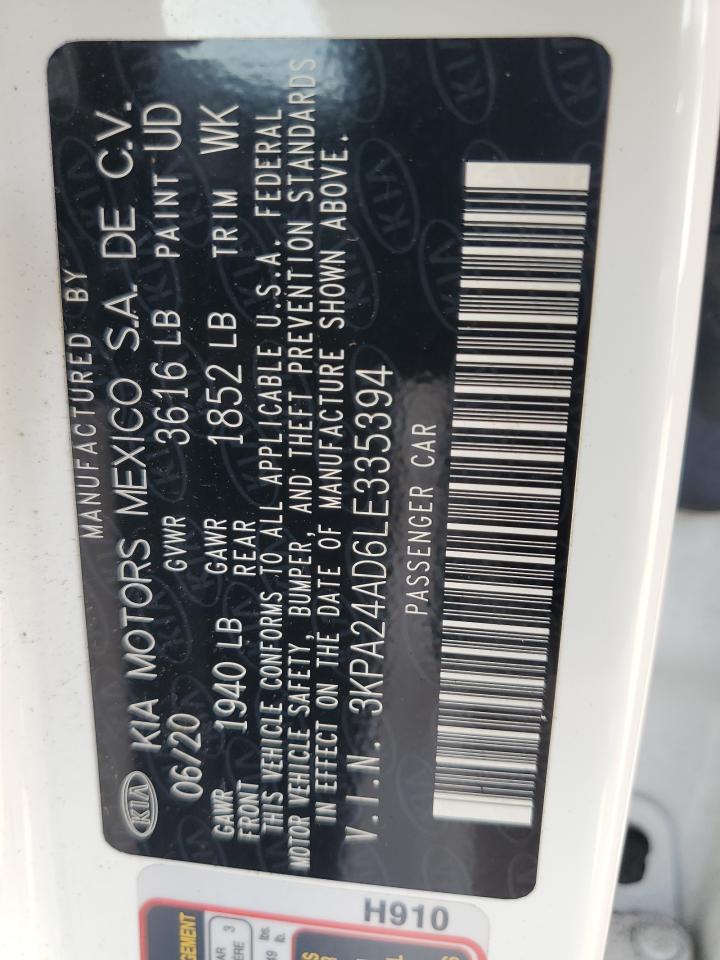 MANUFACTURED BY
KIA KIA MOTORS MEXICO S.A. DE C.V.
06/20 GVWR 3616 LB PAINT UD
GAWR FRONT 1940 LB GAWR REAR 1852 LB TRIM WK
THIS VEHICLE CONFORMS TO ALL APPLICABLE U.S.A. FEDERAL
MOTOR VEHICLE SAFETY, BUMPER, AND THEFT PREVENTION STANDARDS
IN EFFECT ON THE DATE OF MANUFACTURE SHOWN ABOVE.
V.I.N. 3KPA24AD6LE335394
PASSENGER CAR
H910